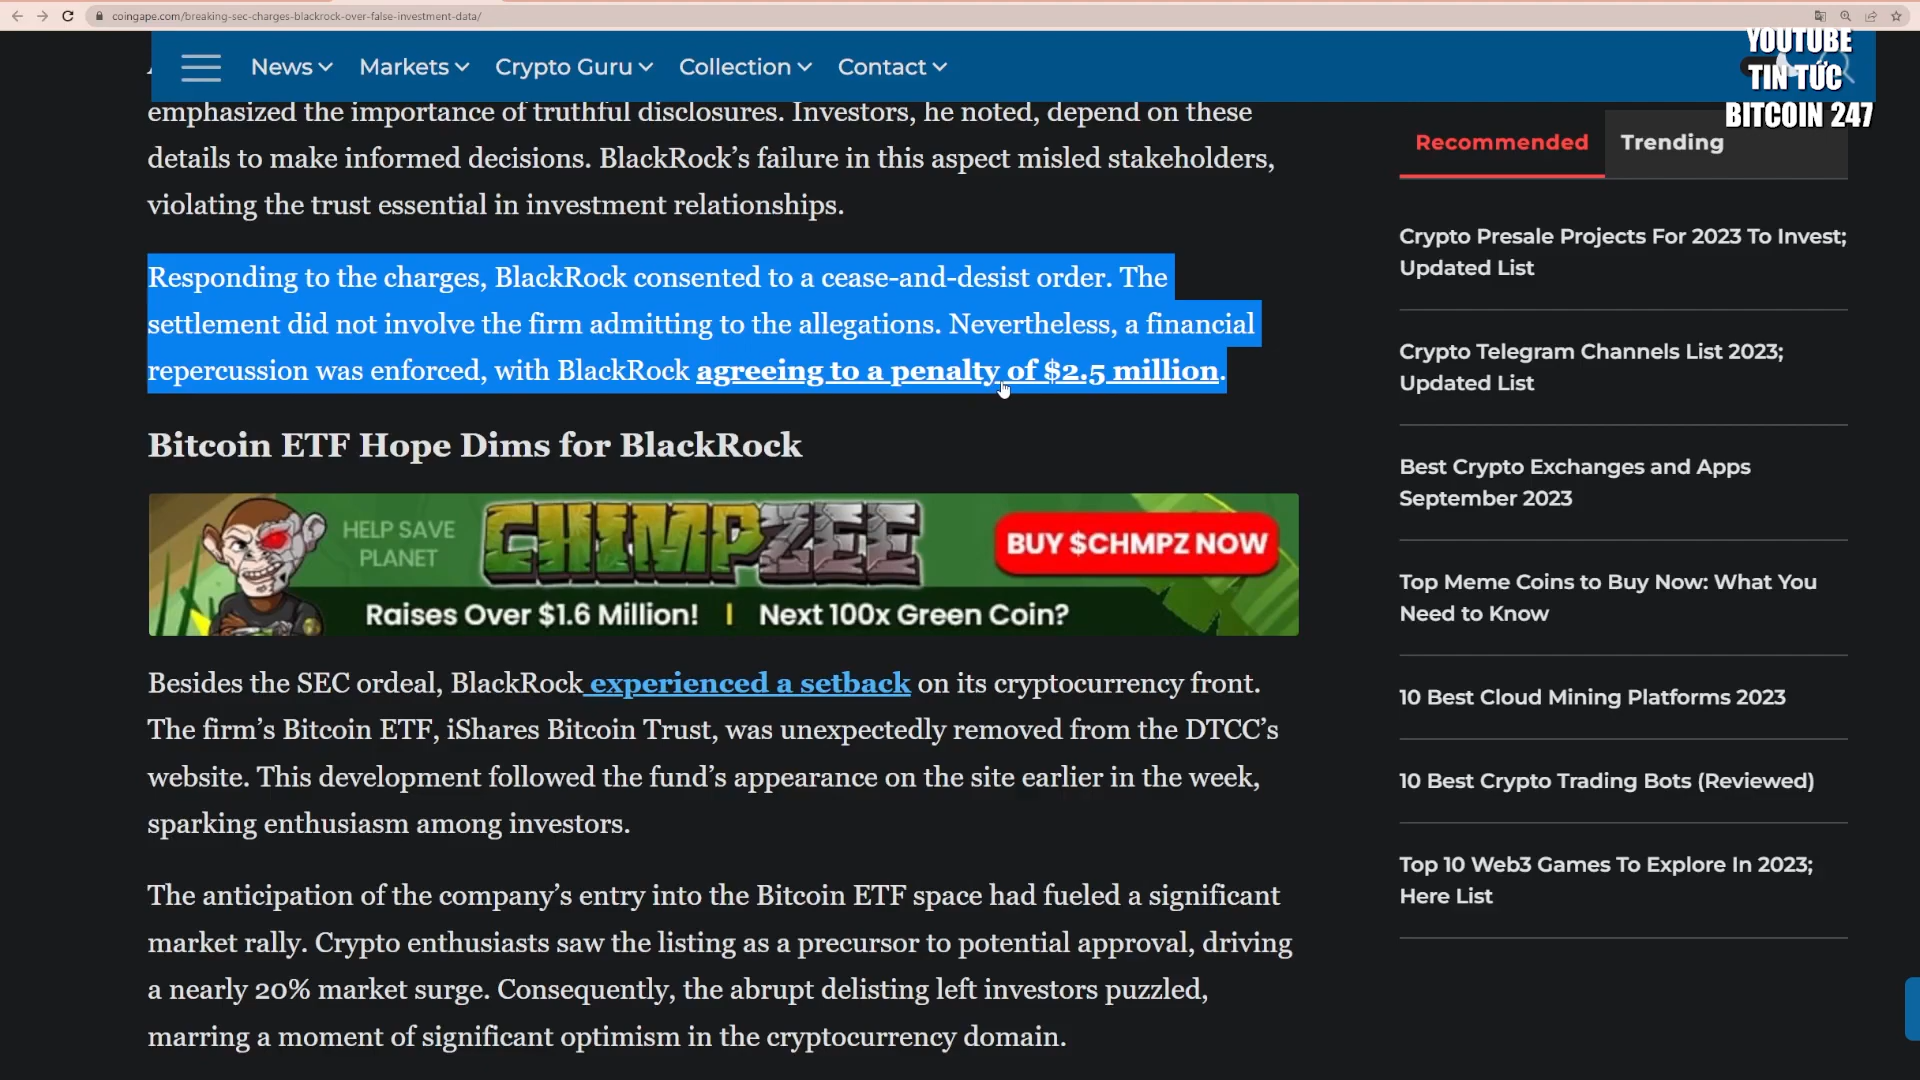 coingape.com/breaking-sec-charges-blackrock-over-false-investment-data/
YOUTUBE
TIN TỨC
BITCOIN 247
News
Markets
Crypto Guru
Collection
Contact
emphasized the importance of truthful disclosures. Investors, he noted, depend on these
details to make informed decisions. BlackRock’s failure in this aspect misled stakeholders,
violating the trust essential in investment relationships.
Responding to the charges, BlackRock consented to a cease-and-desist order. The
settlement did not involve the firm admitting to the allegations. Nevertheless, a financial
repercussion was enforced, with BlackRock agreeing to a penalty of $2.5 million.
Bitcoin ETF Hope Dims for BlackRock
HELP SAVE
PLANET
CHIMPZEE
BUY $CHMPZ NOW
Raises Over $1.6 Million! | Next 100x Green Coin?
Besides the SEC ordeal, BlackRock experienced a setback on its cryptocurrency front.
The firm’s Bitcoin ETF, iShares Bitcoin Trust, was unexpectedly removed from the DTCC’s
website. This development followed the fund’s appearance on the site earlier in the week,
sparking enthusiasm among investors.
The anticipation of the company’s entry into the Bitcoin ETF space had fueled a significant
market rally. Crypto enthusiasts saw the listing as a precursor to potential approval, driving
a nearly 20% market surge. Consequently, the abrupt delisting left investors puzzled,
marring a moment of significant optimism in the cryptocurrency domain.
Recommended
Trending
Crypto Presale Projects For 2023 To Invest;
Updated List
Crypto Telegram Channels List 2023;
Updated List
Best Crypto Exchanges and Apps
September 2023
Top Meme Coins to Buy Now: What You
Need to Know
10 Best Cloud Mining Platforms 2023
10 Best Crypto Trading Bots (Reviewed)
Top 10 Web3 Games To Explore In 2023;
Here List